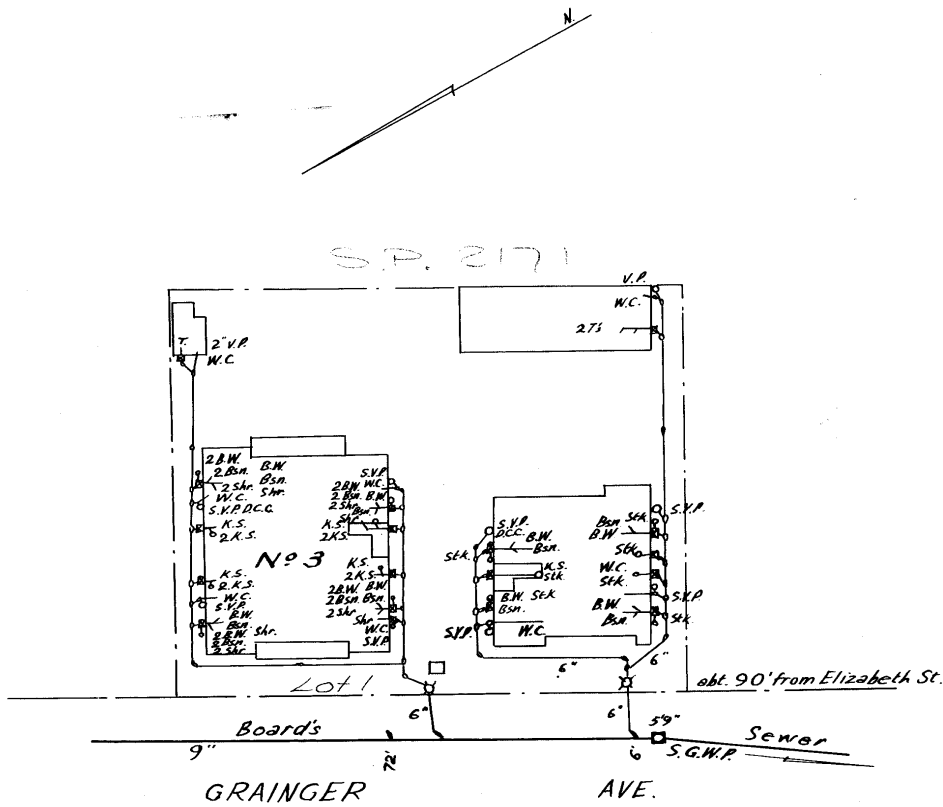 N.
S.P. 2171
V.P.
W.C.
2 T's
T.
2" V.P.
W.C.
2 B.W.
2 Bsn.
2 Shr.
W.C.
S.V.P. D.C.C.
K.S.
2 K.S.
B.W.
Bsn.
Shr.
No 3
K.S.
2 K.S.
W.C.
S.V.P.
B.W.
Bsn.
2 B.W. Shr.
2 Bsn.
2 Shr
S.V.P.
W.C.
2 B.W.
2 Bsn. B.W.
2 Shr Bsn.
Shr
K.S.
2 K.S.
K.S.
2 K.S.
2 B.W. B.W.
2 Bsn. Bsn.
2 Shr.
Shr
W.C.
S.V.P.
S.V.P.
D.C.C.
B.W.
Bsn.
Stk.
K.S.
Stk.
B.W. Stk
Bsn.
S.V.P.
W.C.
Bsn Stk.
B.W
S.V.P.
Stk
W.C.
Stk.
S.V.P
B.W.
Bsn.
Stk
6" 6"
Lot 1
abt. 90' from Elizabeth St.
6" 6"
Board's 5'9" Sewer
9" 72' 6' S.G.W.P.
GRAINGER AVE.